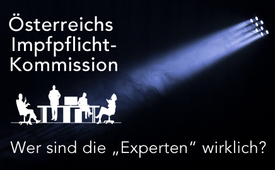 Österreichs
Impfpflicht-
Kommission
Wer sind die „Experten“ wirklich?